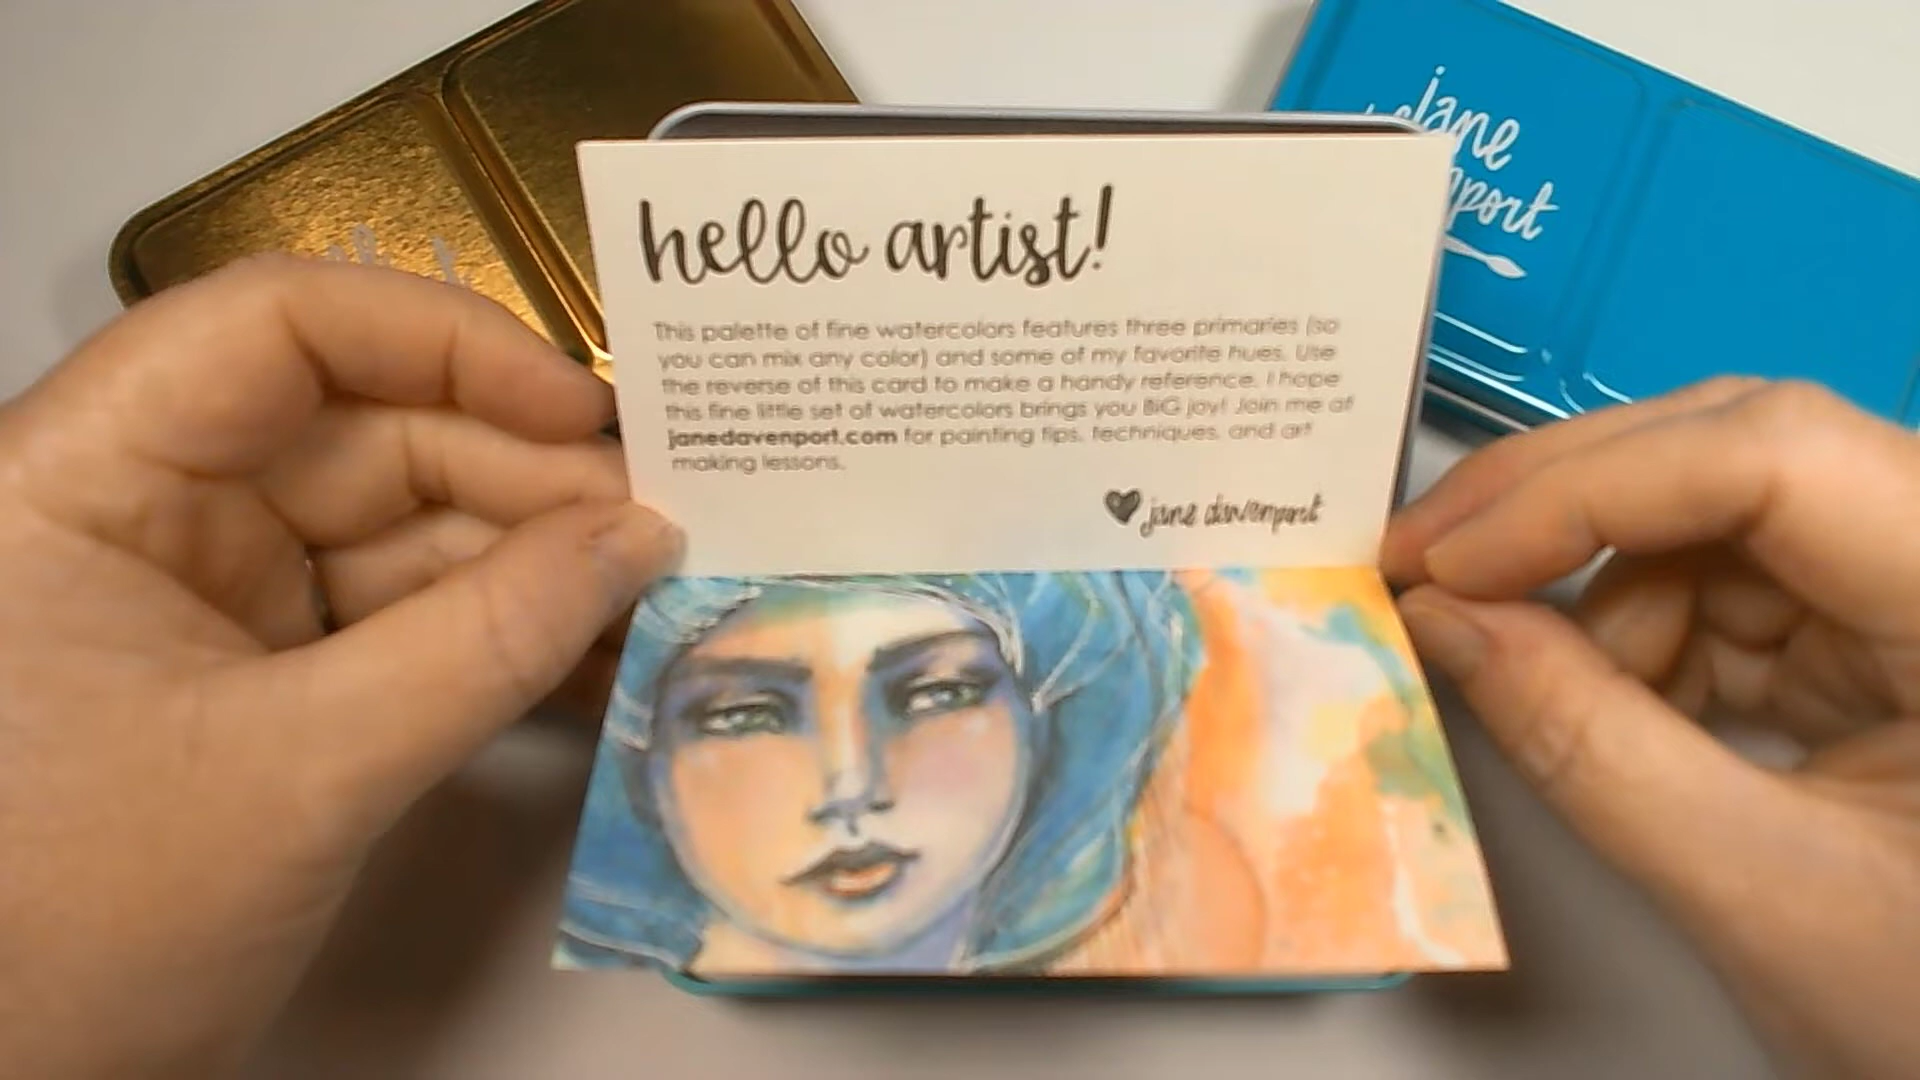 hello artist!
This palette of fine watercolors features three primaries (so
you can mix any color) and some of my favorite hues. Use
the reverse of this card to make a handy reference. I hope
this fine little set of watercolors brings you BIG joy! Join me at
janedavenport.com for painting tips, techniques, and art
making lessons.
jane davenport
jane
port